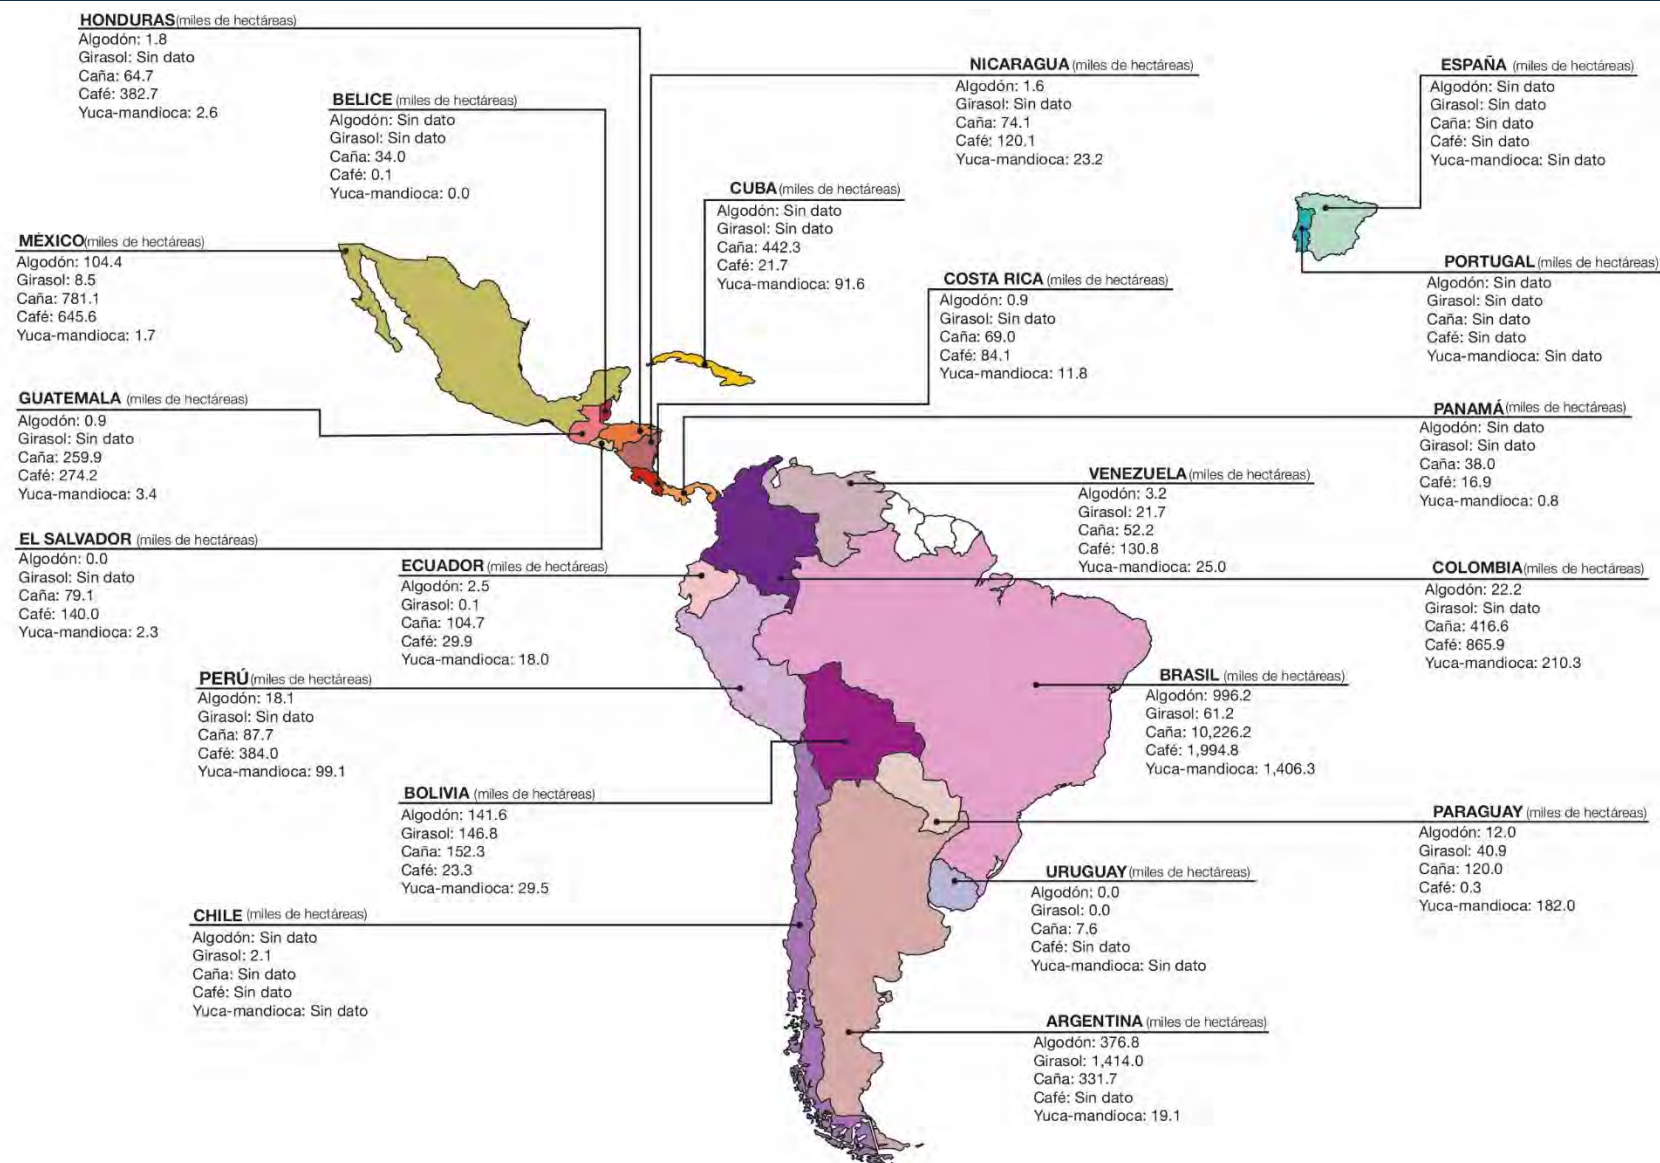 HONDURAS(miles de hectáreas)
Algodón: 1.8
Girasol: Sin dato
Caña: 64.7
Café: 382.7
Yuca-mandioca: 2.6
BELICE (miles de hectáreas)
Algodón: Sin dato
Girasol: Sin dato
Caña: 34.0
Café: 0.1
Yuca-mandioca: 0.0
NICARAGUA (miles de hectáreas)
Algodón: 1.6
Girasol: Sin dato
Caña: 74.1
Café: 120.1
Yuca-mandioca: 23.2
ESPAÑA (miles de hectáreas)
Algodón: Sin dato
Girasol: Sin dato
Caña: Sin dato
Café: Sin dato
Yuca-mandioca: Sin dato
CUBA(miles de hectáreas)
Algodón: Sin dato
Girasol: Sin dato
Caña: 442.3
Café: 21.7
Yuca-mandioca: 91.6
MÉXICO(miles de hectáreas)
Algodón: 104.4
Girasol: 8.5
Caña: 781.1
Café: 645.6
Yuca-mandioca: 1.7
PORTUGAL (miles de hectáreas)
Algodón: Sin dato
Girasol: Sin dato
Caña: Sin dato
Café: Sin dato
Yuca-mandioca: Sin dato
COSTA RICA (miles de hectáreas)
Algodón: 0.9
Girasol: Sin dato
Caña: 69.0
Café: 84.1
Yuca-mandioca: 11.8
GUATEMALA (miles de hectáreas)
Algodón: 0.9
Girasol: Sin dato
Caña: 259.9
Café: 274.2
Yuca-mandioca: 3.4
PANAMÁ(miles de hectáreas)
Algodón: Sin dato
Girasol: Sin dato
Caña: 38.0
Café: 16.9
Yuca-mandioca: 0.8
VENEZUELA (miles de hectáreas)
Algodón: 3.2
Girasol: 21.7
Caña: 52.2
Café: 130.8
Yuca-mandioca: 25.0
EL SALVADOR (miles de hectáreas)
Algodón: 0.0
Girasol: Sin dato
Caña: 79.1
Café: 140.0
Yuca-mandioca: 2.3
ECUADOR (miles de hectáreas)
Algodón: 2.5
Girasol: 0.1
Caña: 104.7
Café: 29.9
Yuca-mandioca: 18.0
COLOMBIA(miles de hectáreas)
Algodón: 22.2
Girasol: Sin dato
Caña: 416.6
Café: 865.9
Yuca-mandioca: 210.3
PERÚ(miles de hectáreas)
Algodón: 18.1
Girasol: Sin dato
Caña: 87.7
Café: 384.0
Yuca-mandioca: 99.1
BRASIL (miles de hectáreas)
Algodón: 996.2
Girasol: 61.2
Caña: 10,226.2
Café: 1,994.8
Yuca-mandioca: 1,406.3
BOLIVIA (miles de hectáreas)
Algodón: 141.6
Girasol: 146.8
Caña: 152.3
Café: 23.3
Yuca-mandioca: 29.5
PARAGUAY (miles de hectáreas)
Algodón: 12.0
Girasol: 40.9
Caña: 120.0
Café: 0.3
Yuca-mandioca: 182.0
URUGUAY (miles de hectáreas)
Algodón: 0.0
Girasol: 0.0
Caña: 7.6
Café: Sin dato
Yuca-mandioca: Sin dato
CHILE (miles de hectáreas)
Algodón: Sin dato
Girasol: 2.1
Caña: Sin dato
Café: Sin dato
Yuca-mandioca: Sin dato
ARGENTINA (miles de hectáreas)
Algodón: 376.8
Girasol: 1,414.0
Caña: 331.7
Café: Sin dato
Yuca-mandioca: 19.1